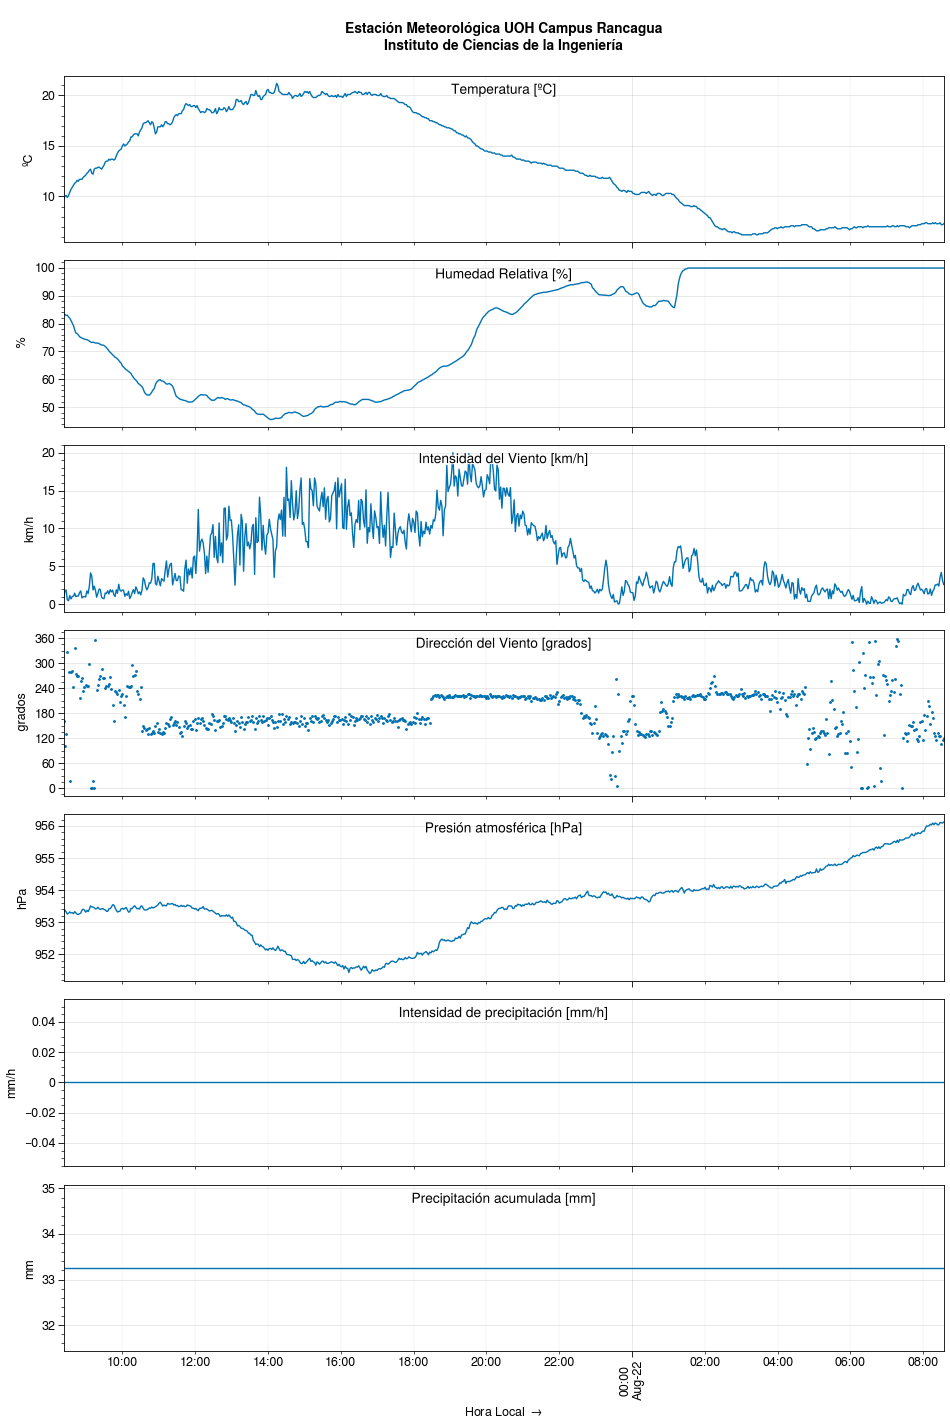 Estación Meteorológica UOH Campus Rancagua
Instituto de Ciencias de la Ingeniería
Temperatura [ºC]
ºC
20
15
10
Humedad Relativa [%]
%
100
90
80
70
60
50
Intensidad del Viento [km/h]
km/h
20
15
10
5
0
Dirección del Viento [grados]
grados
360
300
240
180
120
60
0
Presión atmosférica [hPa]
hPa
956
955
954
953
952
Intensidad de precipitación [mm/h]
mm/h
0.04
0.02
0
−0.02
−0.04
Precipitación acumulada [mm]
mm
35
34
33
32
10:00 12:00 14:00 16:00 18:00 20:00 22:00 00:00 02:00 04:00 06:00 08:00
Aug-22
Hora Local →